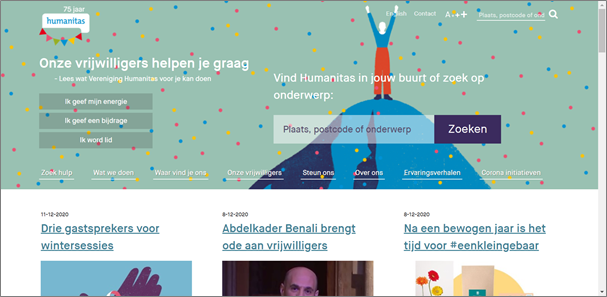 75 jaar
humanitas
English Contact A++ Plaats, postcode of ond
Onze vrijwilligers helpen je graag
- Lees wat Vereniging Humanitas voor je kan doen
Vind Humanitas in jouw buurt of zoek op
onderwerp:
Ik geef mijn energie
Ik geef een bijdrage
Ik word lid
Plaats, postcode of onderwerp Zoeken
Zoek hulp Wat we doen Waar vind je ons Onze vrijwilligers Steun ons Over ons Ervaringsverhalen Corona initiatieven
11-12-2020
Drie gastsprekers voor
wintersessies
8-12-2020
Abdelkader Benali brengt
ode aan vrijwilligers
8-12-2020
Na een bewogen jaar is het
tijd voor #eenkleingebaar